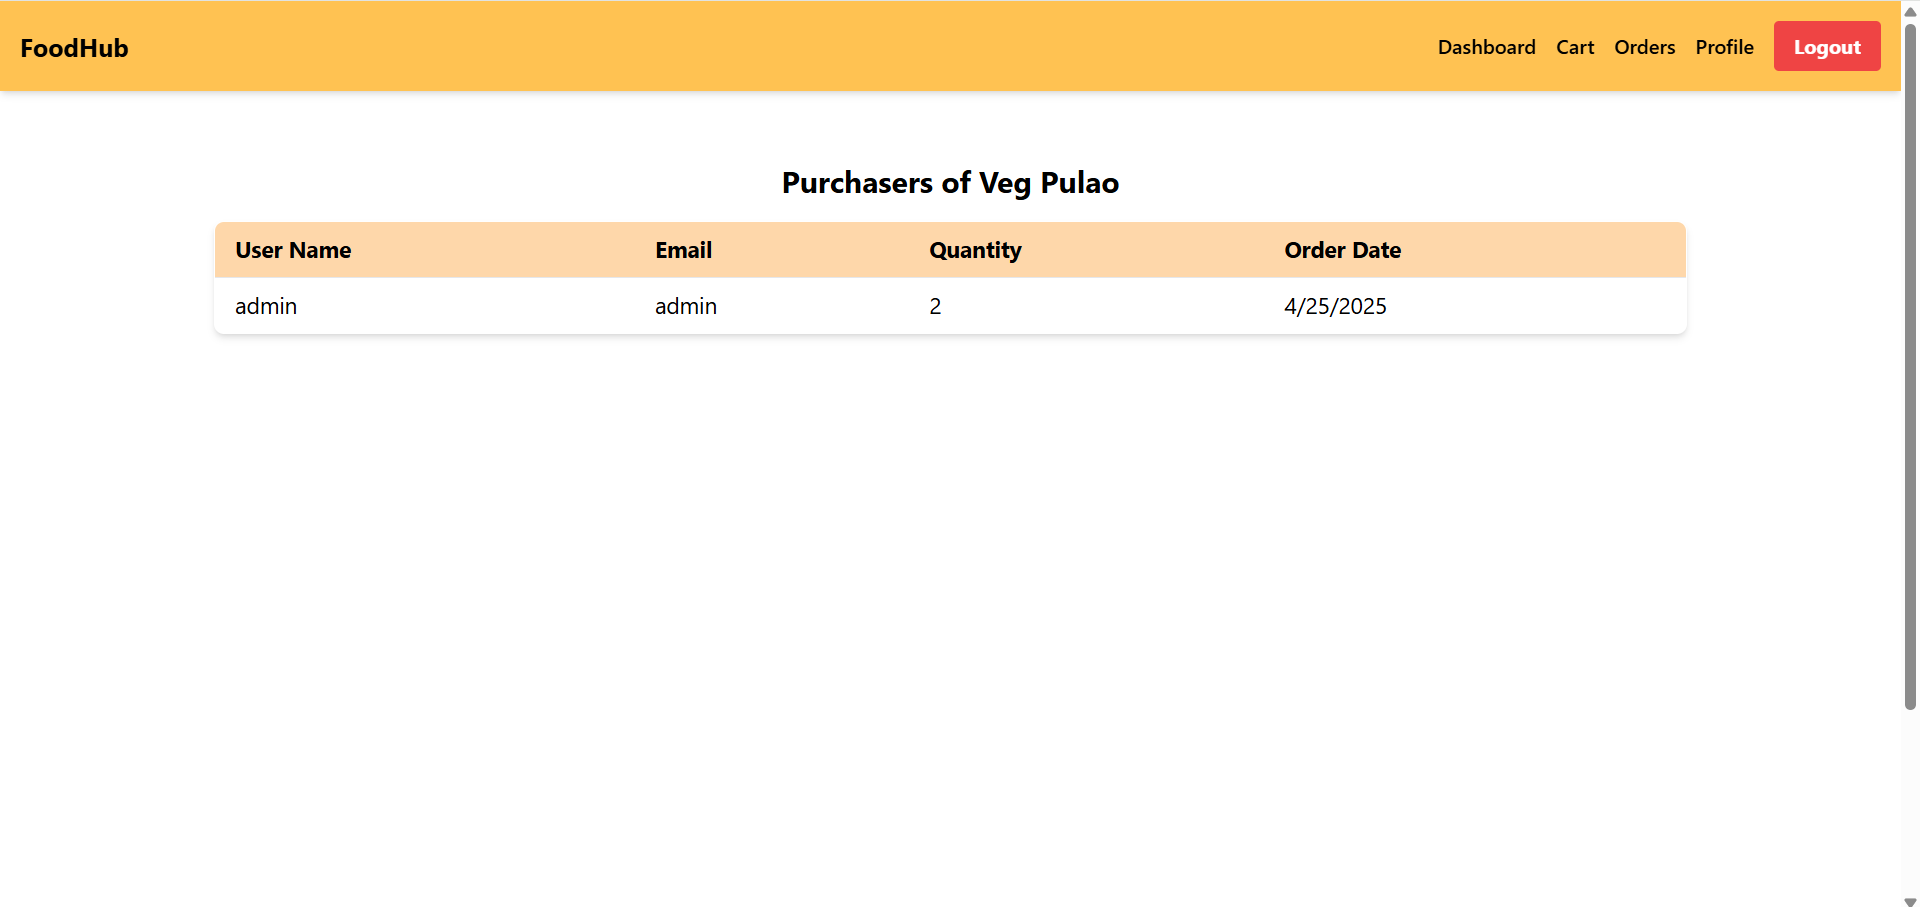 FoodHub Dashboard Cart Orders Profile Logout
Purchasers of Veg Pulao
User Name Email Quantity Order Date
admin admin 2 4/25/2025